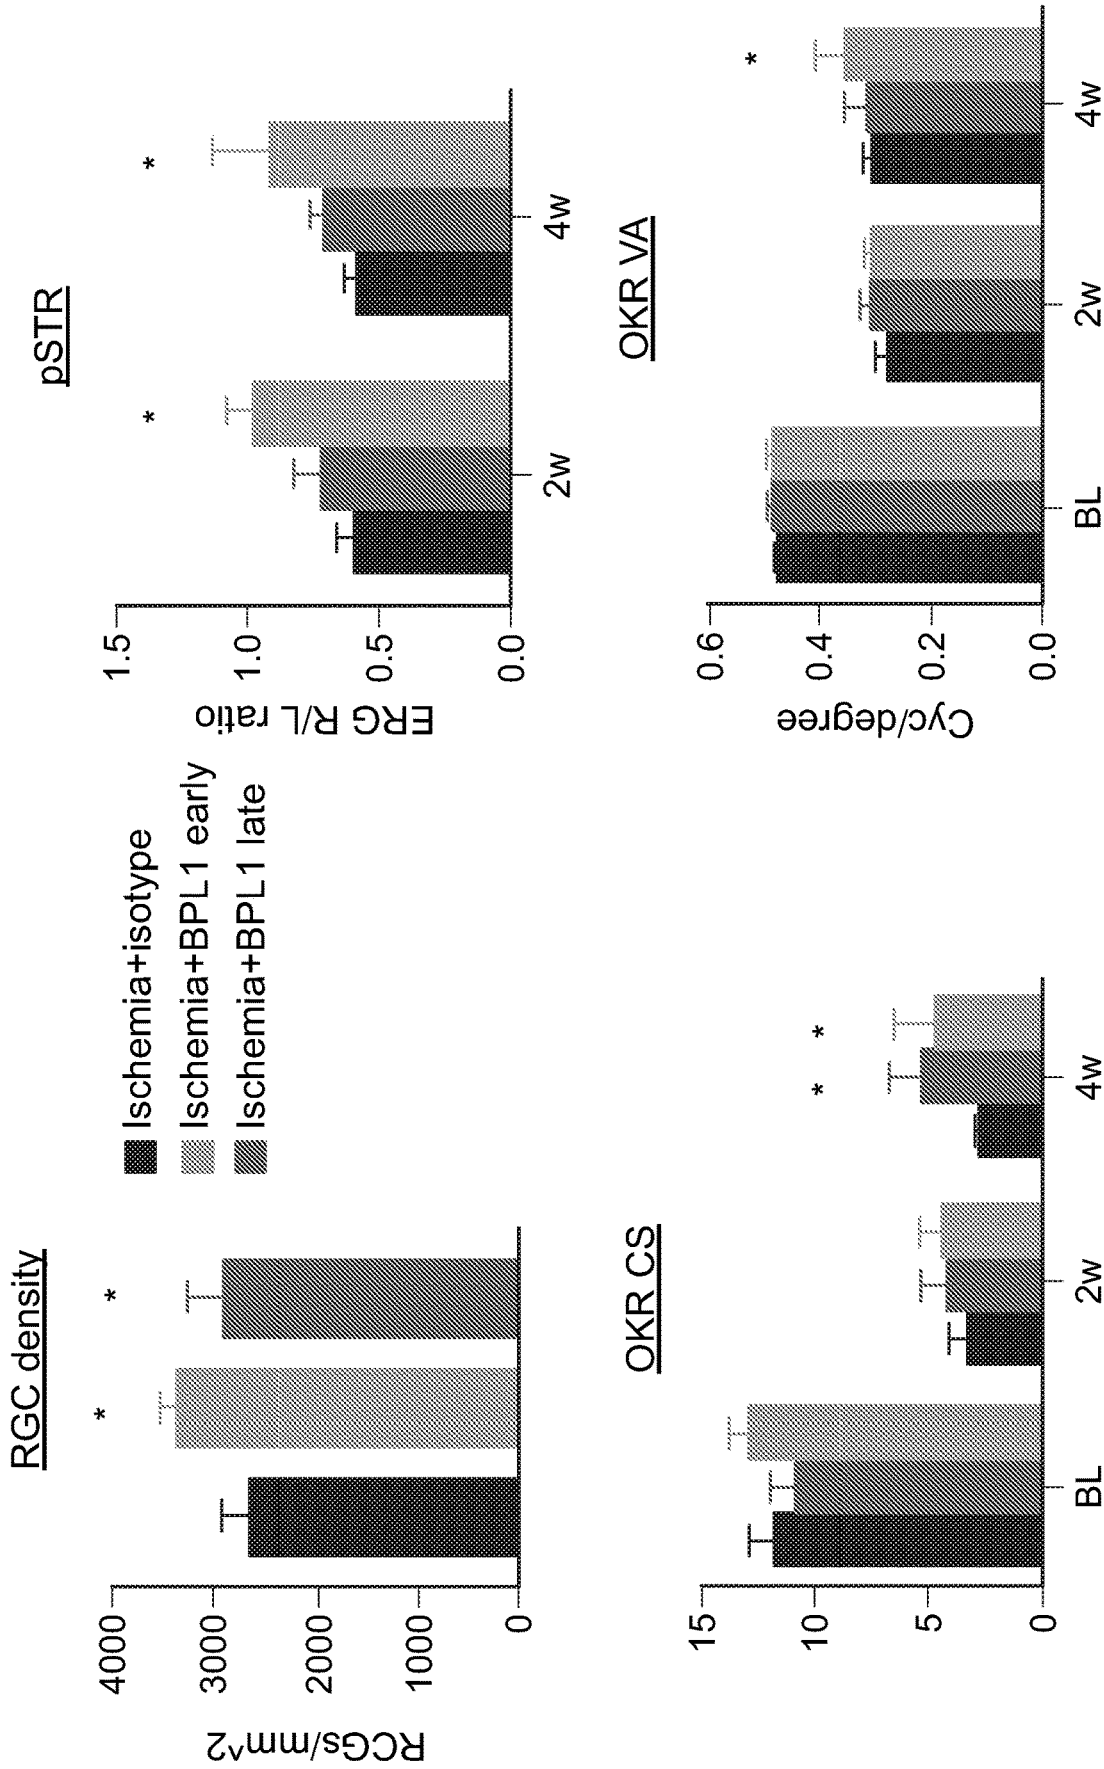 RGC density
RCGs/mm^2
4000
3000
2000
1000
0
*
*
Ischemia+isotype
Ischemia+BPL1 early
Ischemia+BPL1 late
pSTR
ERG R/L ratio
1.5
1.0
0.5
0.0
*
*
2w
4w
OKR CS
15
10
5
0
*
*
BL
2w
4w
OKR VA
Cyc/degree
0.6
0.4
0.2
0.0
*
BL
2w
4w